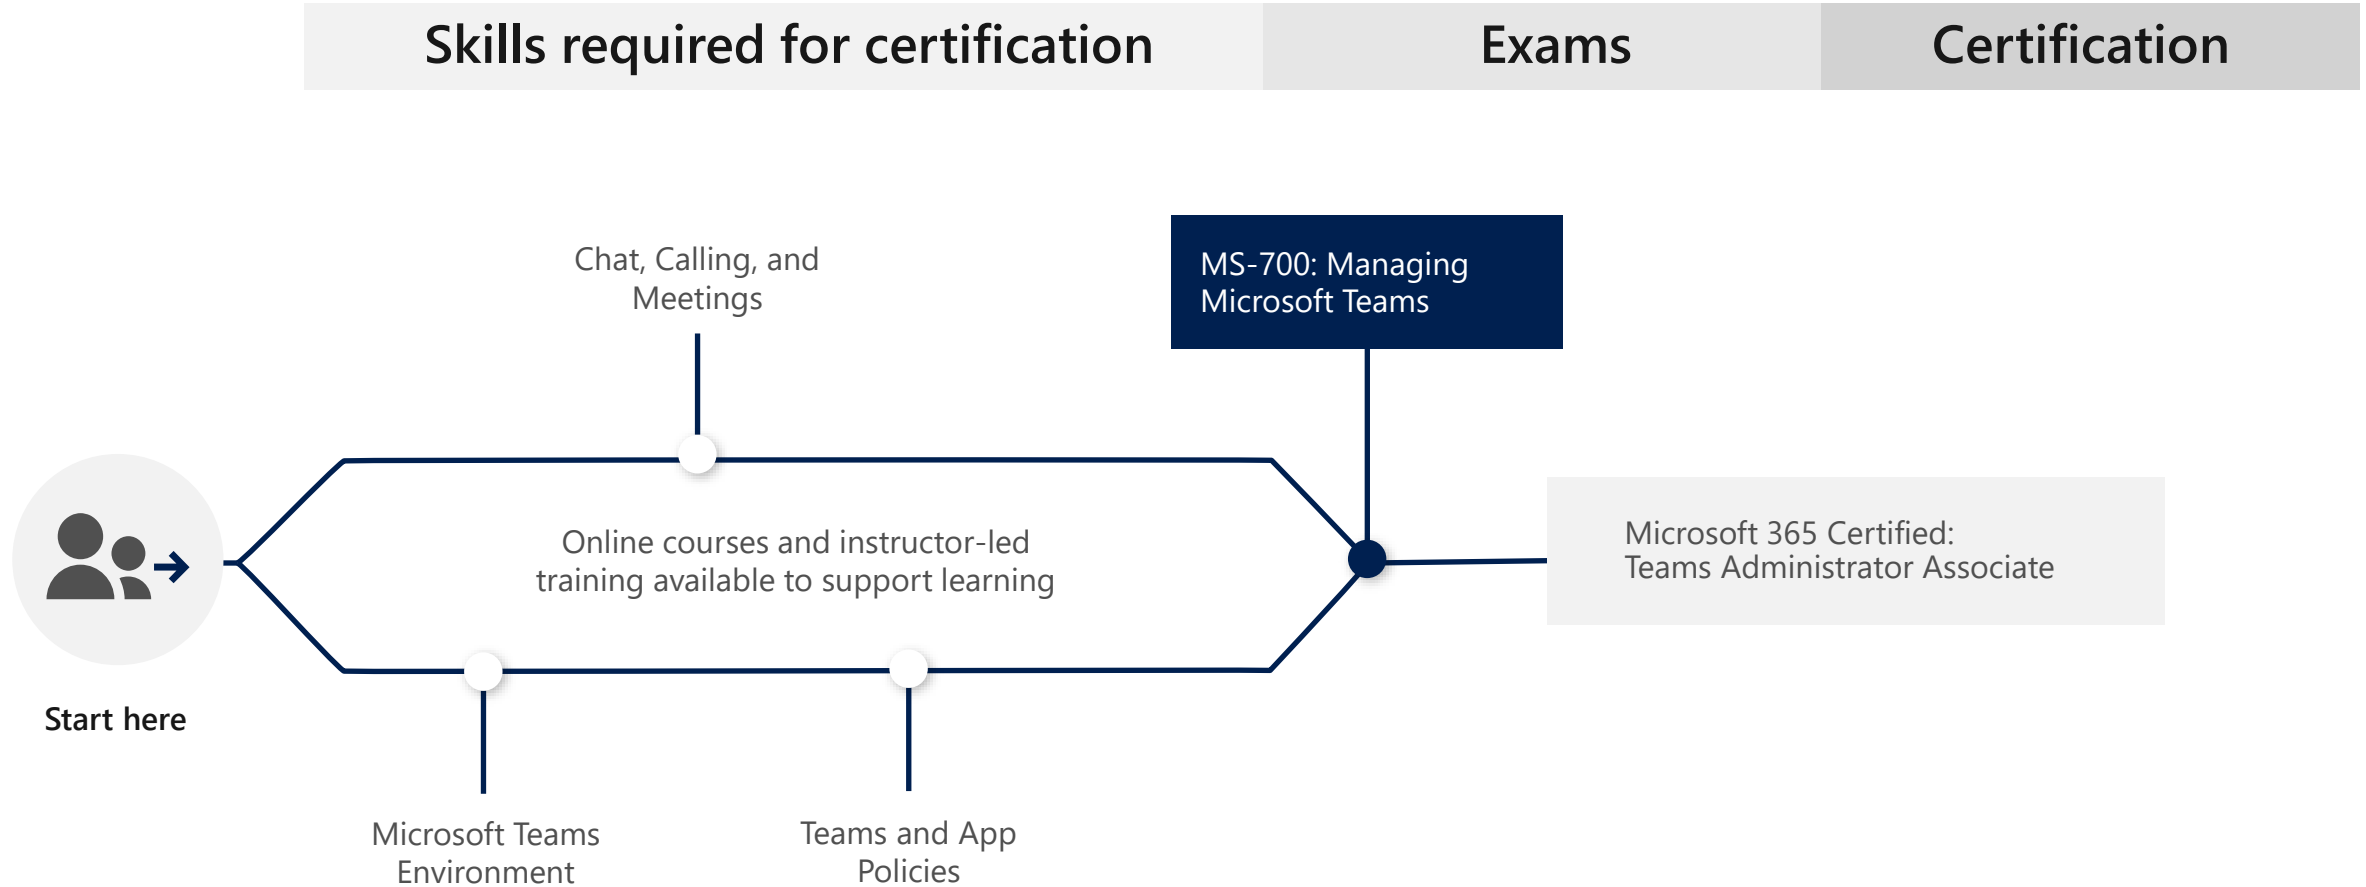 Skills required for certification
Exams
Certification
Chat, Calling, and
Meetings
MS-700: Managing
Microsoft Teams
Online courses and instructor-led
training available to support learning
Microsoft 365 Certified:
Teams Administrator Associate
Start here
Microsoft Teams
Environment
Teams and App
Policies